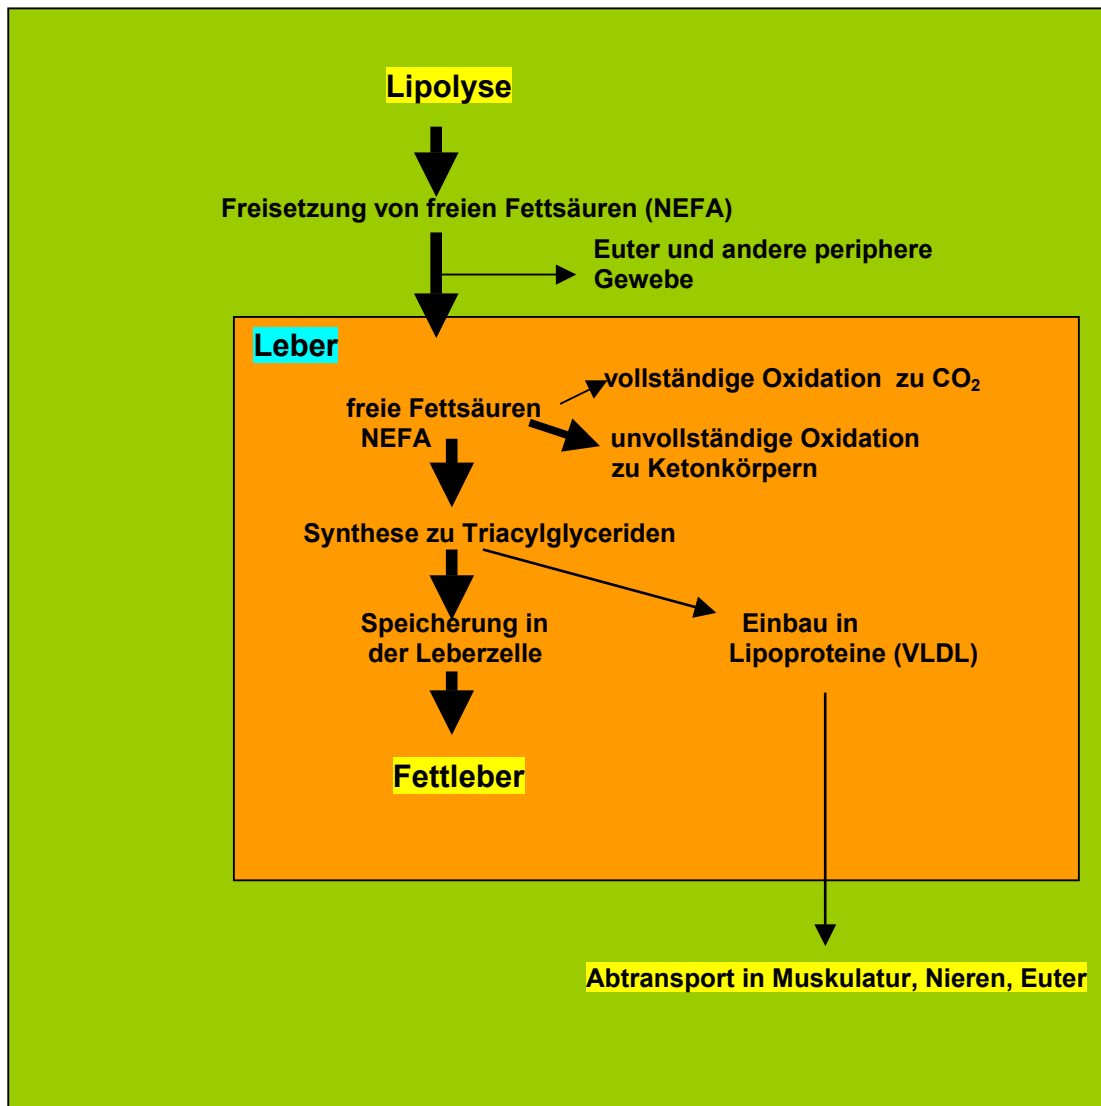 Lipolyse
Freisetzung von freien Fettsäuren (NEFA)
Euter und andere periphere
Gewebe
Leber
vollständige Oxidation zu CO₂
freie Fettsäuren
NEFA
unvollständige Oxidation
zu Ketonkörpern
Synthese zu Triacylglyceriden
Speicherung in
der Leberzelle
Einbau in
Lipoproteine (VLDL)
Fettleber
Abtransport in Muskulatur, Nieren, Euter